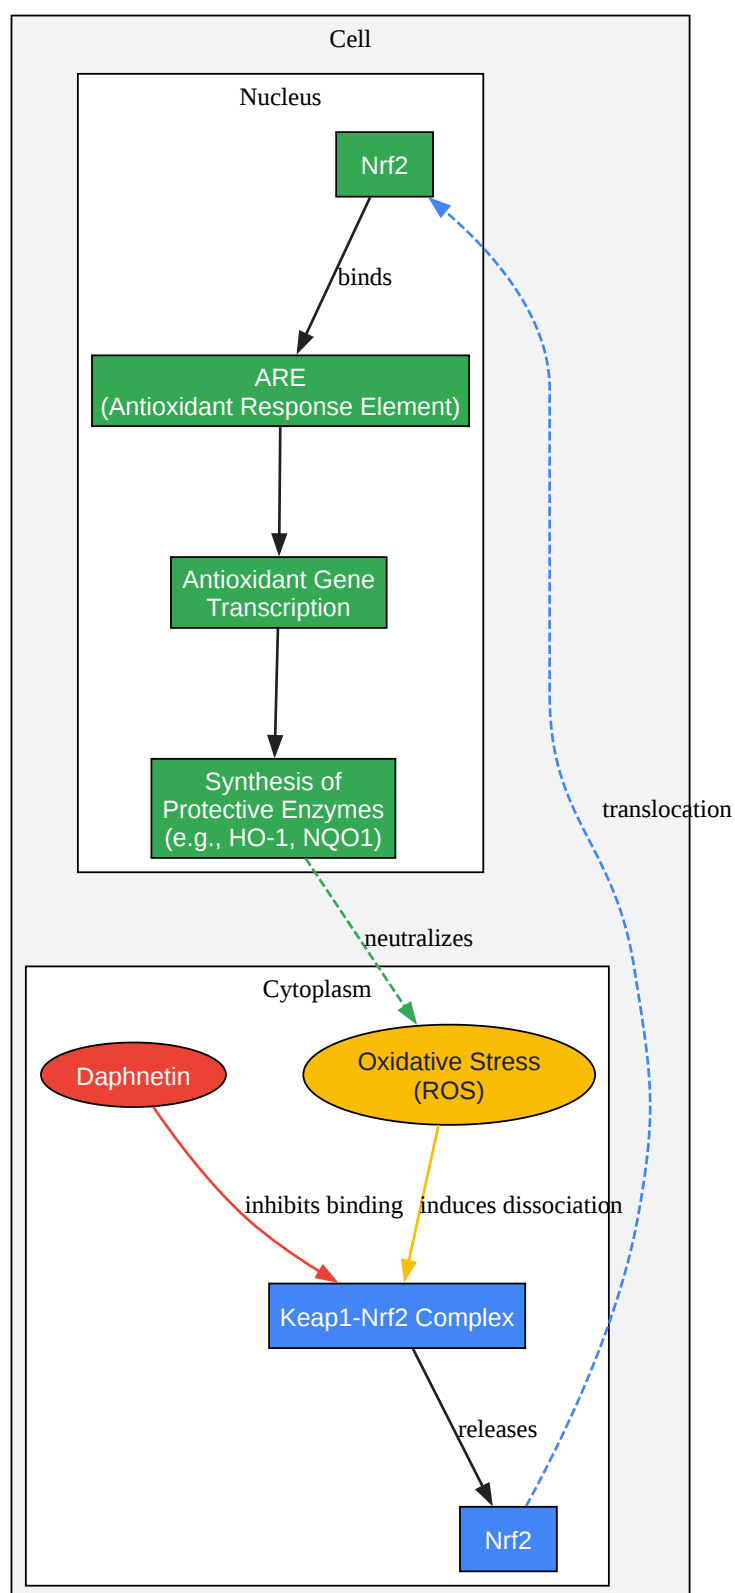 Cell
Nucleus
Nrf2
binds
ARE
(Antioxidant Response Element)
Antioxidant Gene
Transcription
Synthesis of
Protective Enzymes
(e.g., HO-1, NQO1)
translocation
neutralizes
Cytoplasm
Daphnetin
Oxidative Stress
(ROS)
inhibits binding
induces dissociation
Keap1-Nrf2 Complex
releases
Nrf2